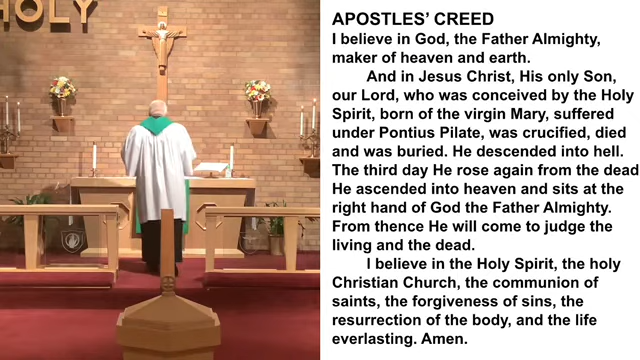 HOLY
APOSTLES’ CREED
I believe in God, the Father Almighty,
maker of heaven and earth.
And in Jesus Christ, His only Son,
our Lord, who was conceived by the Holy
Spirit, born of the virgin Mary, suffered
under Pontius Pilate, was crucified, died
and was buried. He descended into hell.
The third day He rose again from the dead
He ascended into heaven and sits at the
right hand of God the Father Almighty.
From thence He will come to judge the
living and the dead.
I believe in the Holy Spirit, the holy
Christian Church, the communion of
saints, the forgiveness of sins, the
resurrection of the body, and the life
everlasting. Amen.